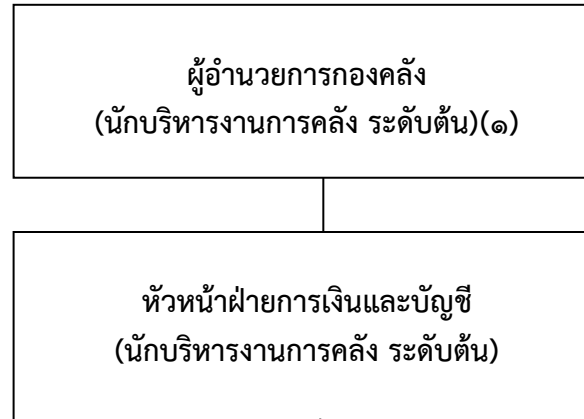 ผู้อำนวยการกองคลัง
(นักบริหารงานการคลัง ระดับต้น)(๑)
หัวหน้าฝ่ายการเงินและบัญชี
(นักบริหารงานการคลัง ระดับต้น)